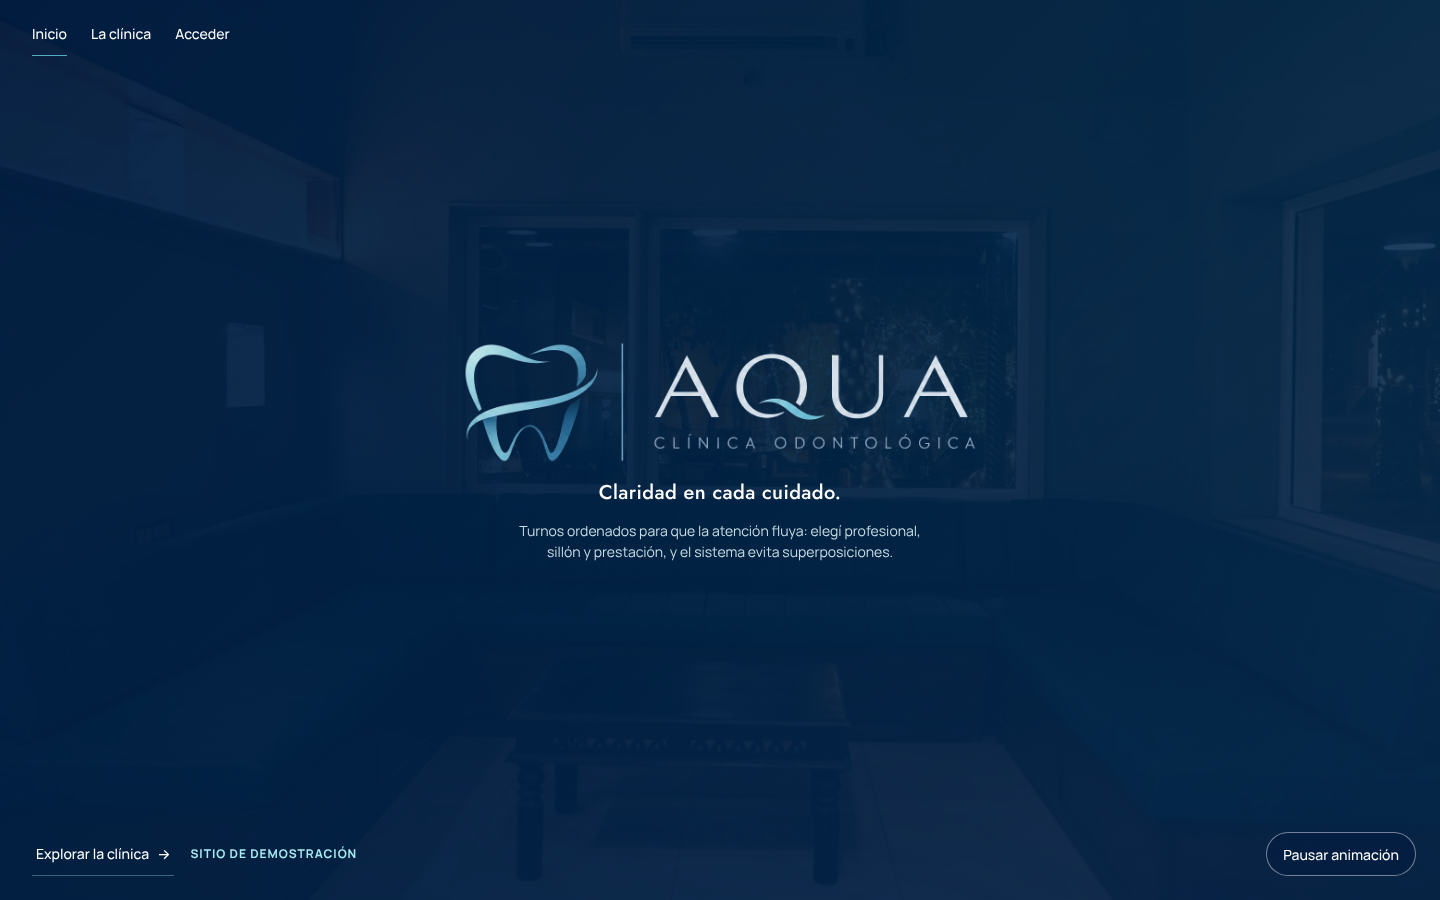 Inicio
La clínica
Acceder
AQUA
CLÍNICA ODONTOLÓGICA
Claridad en cada cuidado.
Turnos ordenados para que la atención fluya: elegí profesional,
sillón y prestación, y el sistema evita superposiciones.
Explorar la clínica →
SITIO DE DEMOSTRACIÓN
Pausar animación